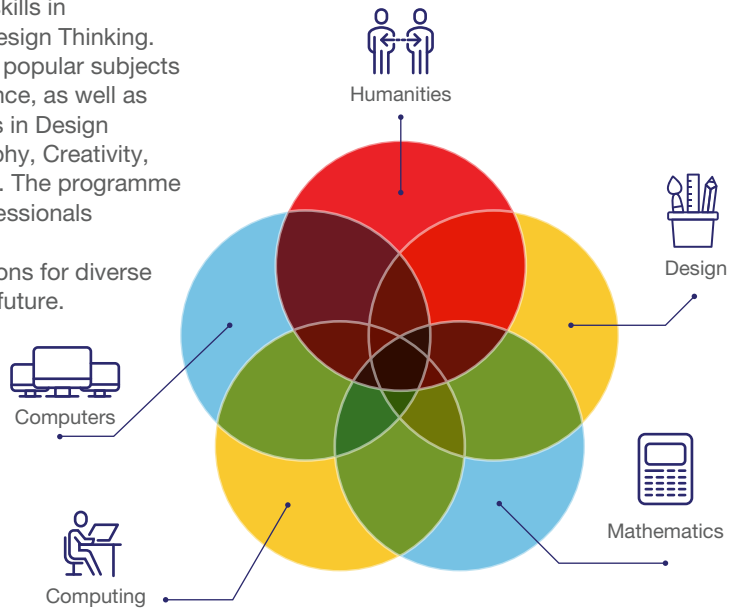 skills in
esign Thinking.
popular subjects
nce, as well as
s in Design
phy, Creativity,
. The programme
essionals
ons for diverse
future.
Humanities
Design
Computers
Mathematics
Computing